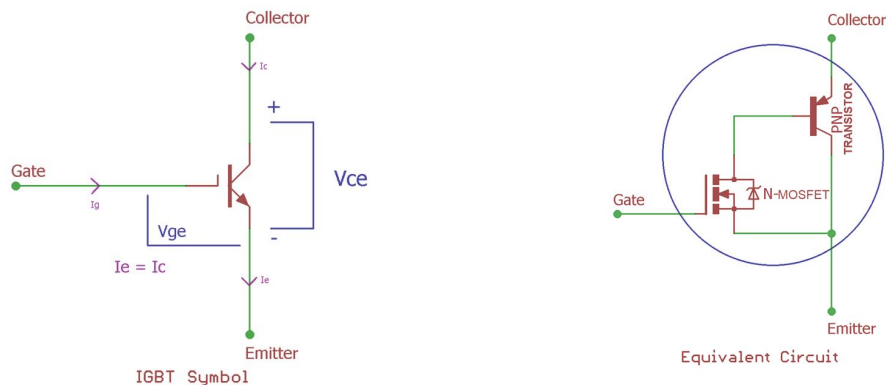 Collector
Ic
+
Gate
Ig
Vce
Vge
-
Ie = Ic
Ie
Emitter
IGBT Symbol
Collector
PNP
TRANSISTOR
N-MOSFET
Gate
Emitter
Equivalent Circuit